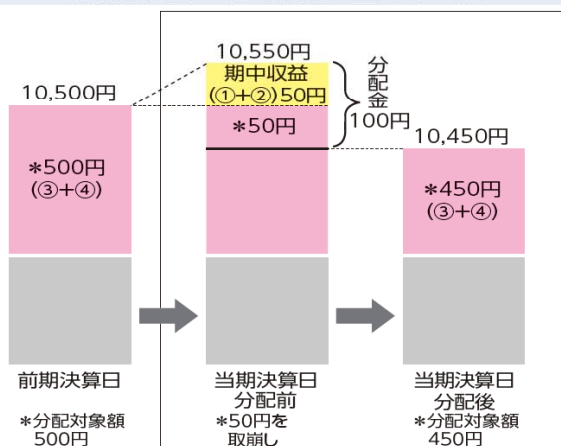 10,500円
*500円
(③+④)
前期決算日
*分配対象額
500円
10,550円
期中収益
(①+②)50円
*50円
分配金
100円
当期決算日
分配前
*50円を
取崩し
10,450円
*450円
(③+④)
当期決算日
分配後
*分配対象額
450円